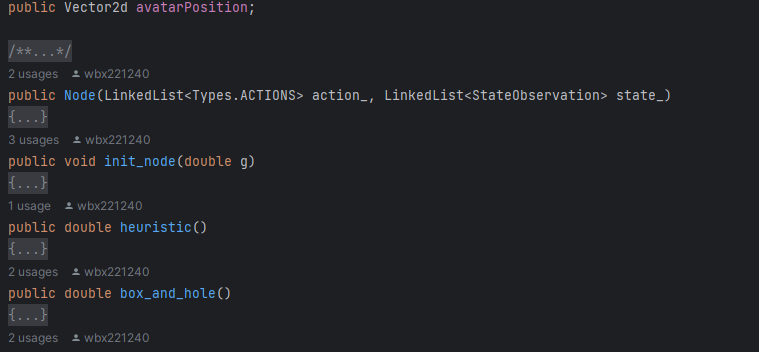 public Vector2d avatarPosition;
/**...*/
2 usages wbx221240
public Node(LinkedList<Types.ACTIONS> action_, LinkedList<StateObservation> state_)
{...}
3 usages wbx221240
public void init_node(double g)
{...}
1 usage wbx221240
public double heuristic()
{...}
2 usages wbx221240
public double box_and_hole()
{...}
2 usages wbx221240